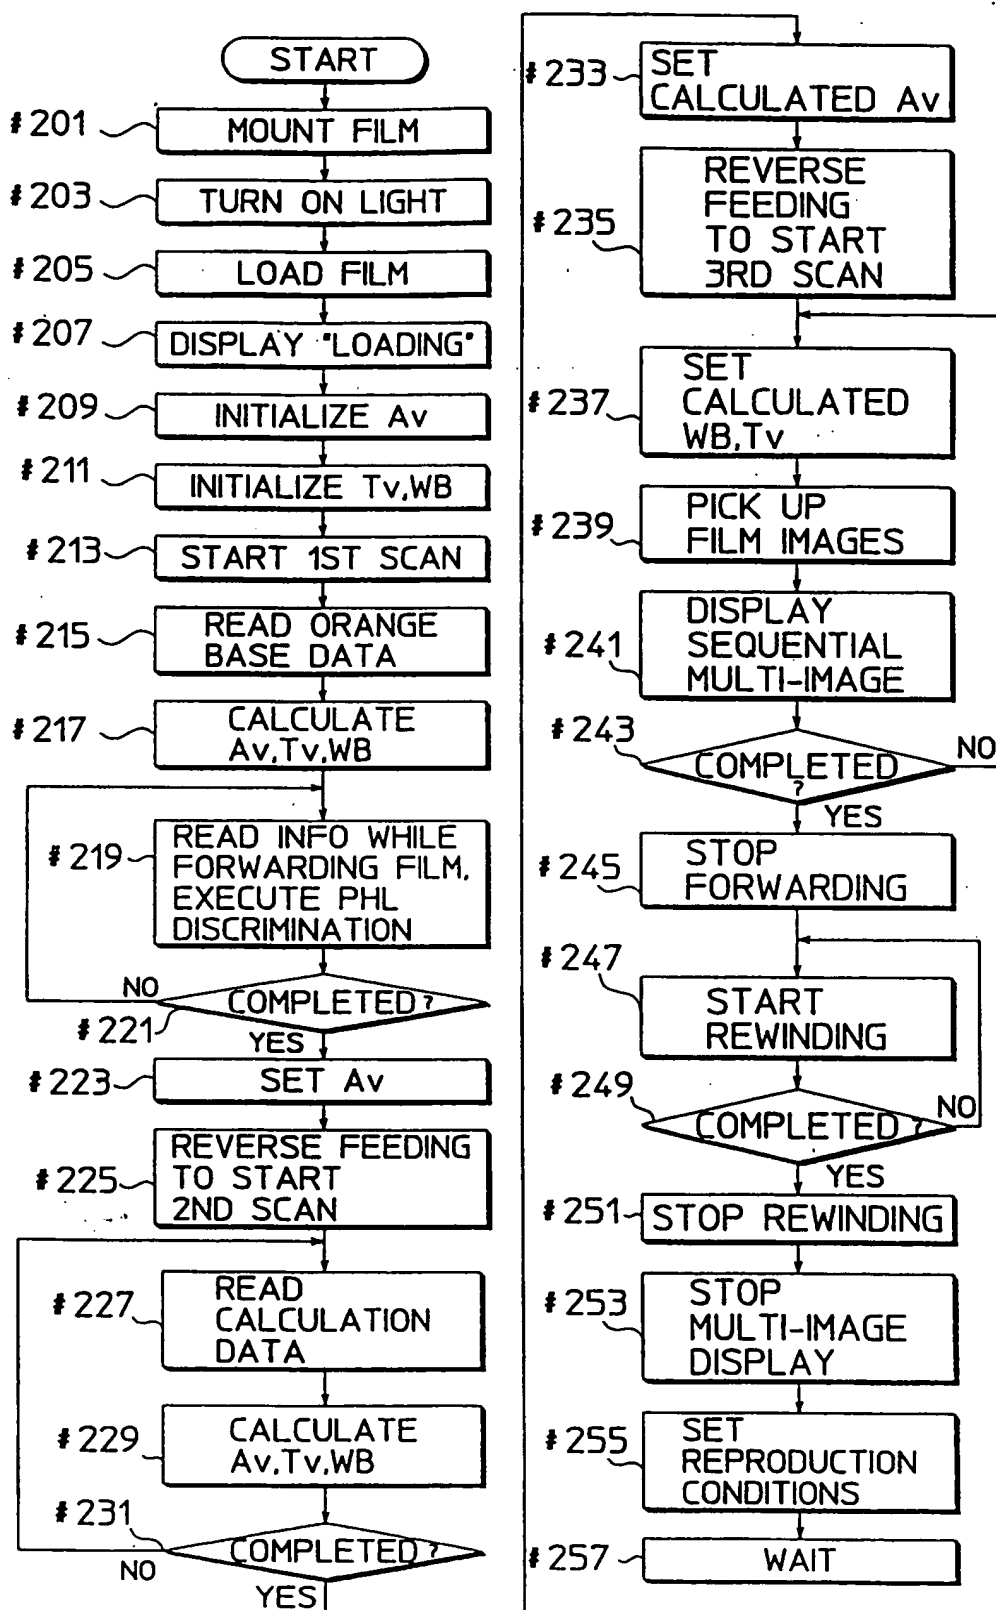 START
#201
MOUNT FILM
#203
TURN ON LIGHT
#205
LOAD FILM
#207
DISPLAY "LOADING"
#209
INITIALIZE Av
#211
INITIALIZE Tv,WB
#213
START 1ST SCAN
#215
READ ORANGE
BASE DATA
#217
CALCULATE
Av,Tv,WB
#219
READ INFO WHILE
FORWARDING FILM,
EXECUTE PHL
DISCRIMINATION
#221
COMPLETED?
NO
YES
#223
SET Av
#225
REVERSE FEEDING
TO START
2ND SCAN
#227
READ
CALCULATION
DATA
#229
CALCULATE
Av,Tv,WB
#231
COMPLETED?
NO
YES
#233
SET
CALCULATED Av
#235
REVERSE
FEEDING
TO START
3RD SCAN
#237
SET
CALCULATED
WB,Tv
#239
PICK UP
FILM IMAGES
#241
DISPLAY
SEQUENTIAL
MULTI-IMAGE
#243
COMPLETED
?
NO
YES
#245
STOP
FORWARDING
#247
START
REWINDING
#249
COMPLETED?
NO
YES
#251
STOP REWINDING
#253
STOP
MULTI-IMAGE
DISPLAY
#255
SET
REPRODUCTION
CONDITIONS
#257
WAIT